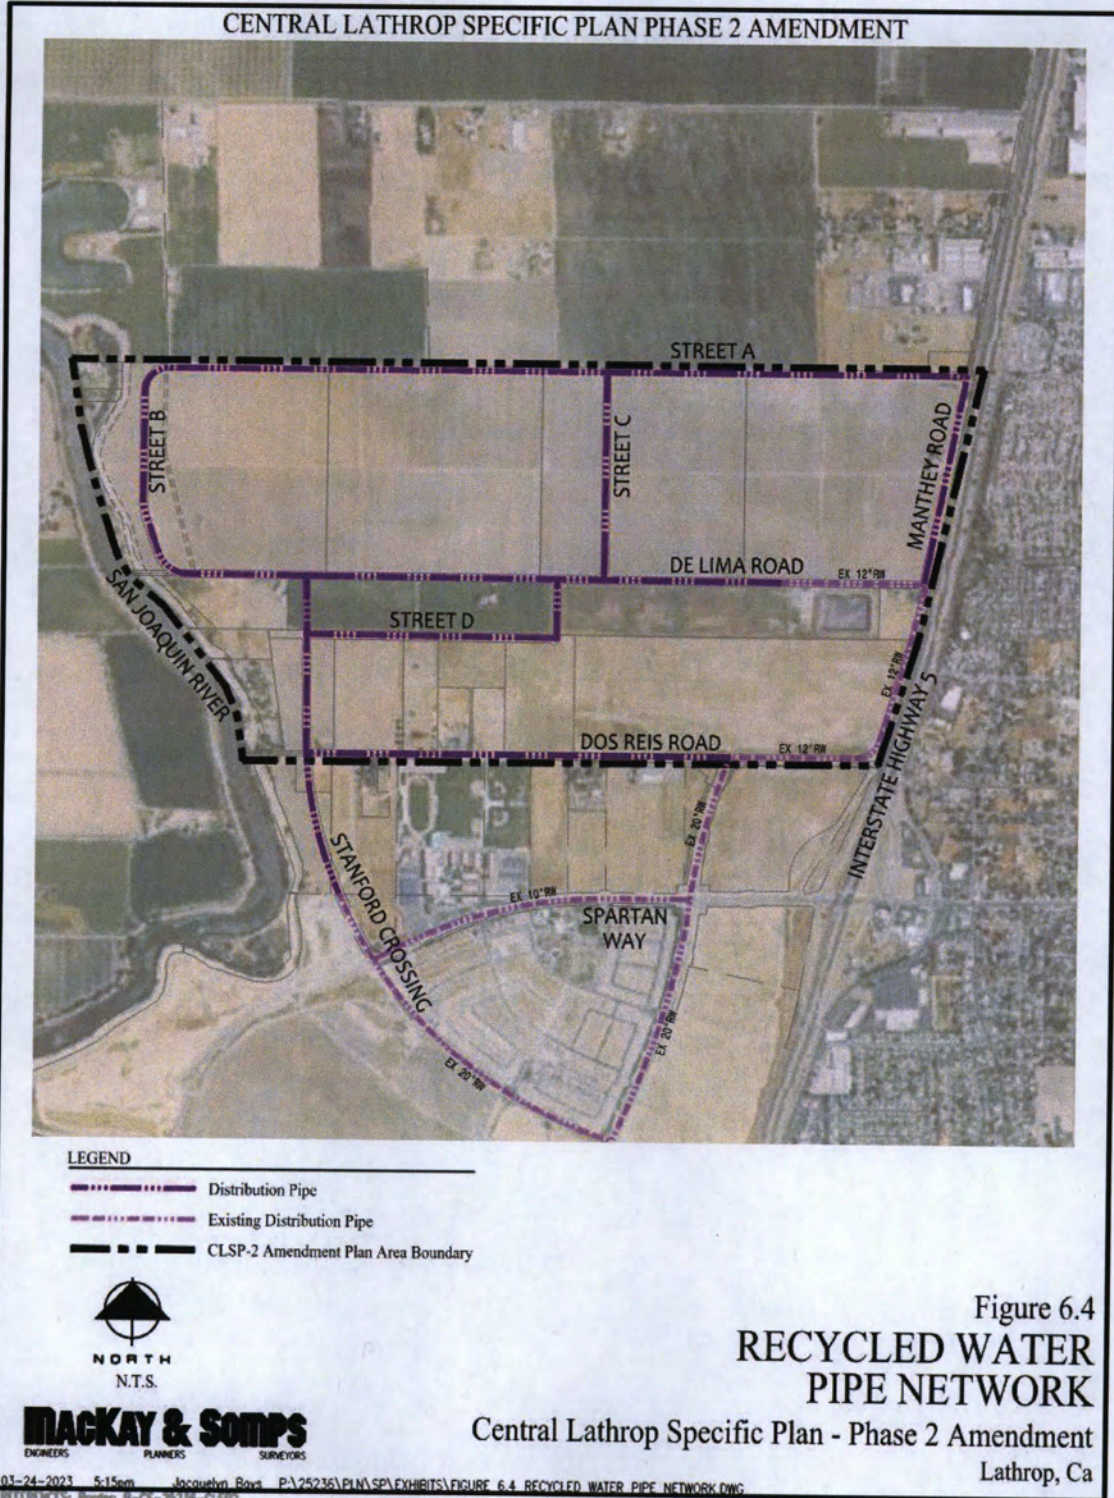 CENTRAL LATHROP SPECIFIC PLAN PHASE 2 AMENDMENT
STREET A
STREET B
STREET C
MANTHEY ROAD
DE LIMA ROAD
EX 12"RW
STREET D
SAN JOAQUIN RIVER
EX 12"RW
DOS REIS ROAD
EX 12"RW
INTERSTATE HIGHWAY 5
EX 20"RW
STANFORD CROSSING
EX 10"RW
SPARTAN
WAY
EX 20"RW
EX 20"RW
LEGEND
Distribution Pipe
Existing Distribution Pipe
CLSP-2 Amendment Plan Area Boundary
NORTH
N.T.S.
Figure 6.4
RECYCLED WATER
PIPE NETWORK
Central Lathrop Specific Plan - Phase 2 Amendment
Lathrop, Ca
MACKAY & SOMPS
ENGINEERS PLANNERS SURVEYORS
03-24-2023 5:15pm Jacquelyn Bays P:\25236\PLN\SP\EXHIBITS\FIGURE 6.4 RECYCLED WATER PIPE NETWORK.DWG